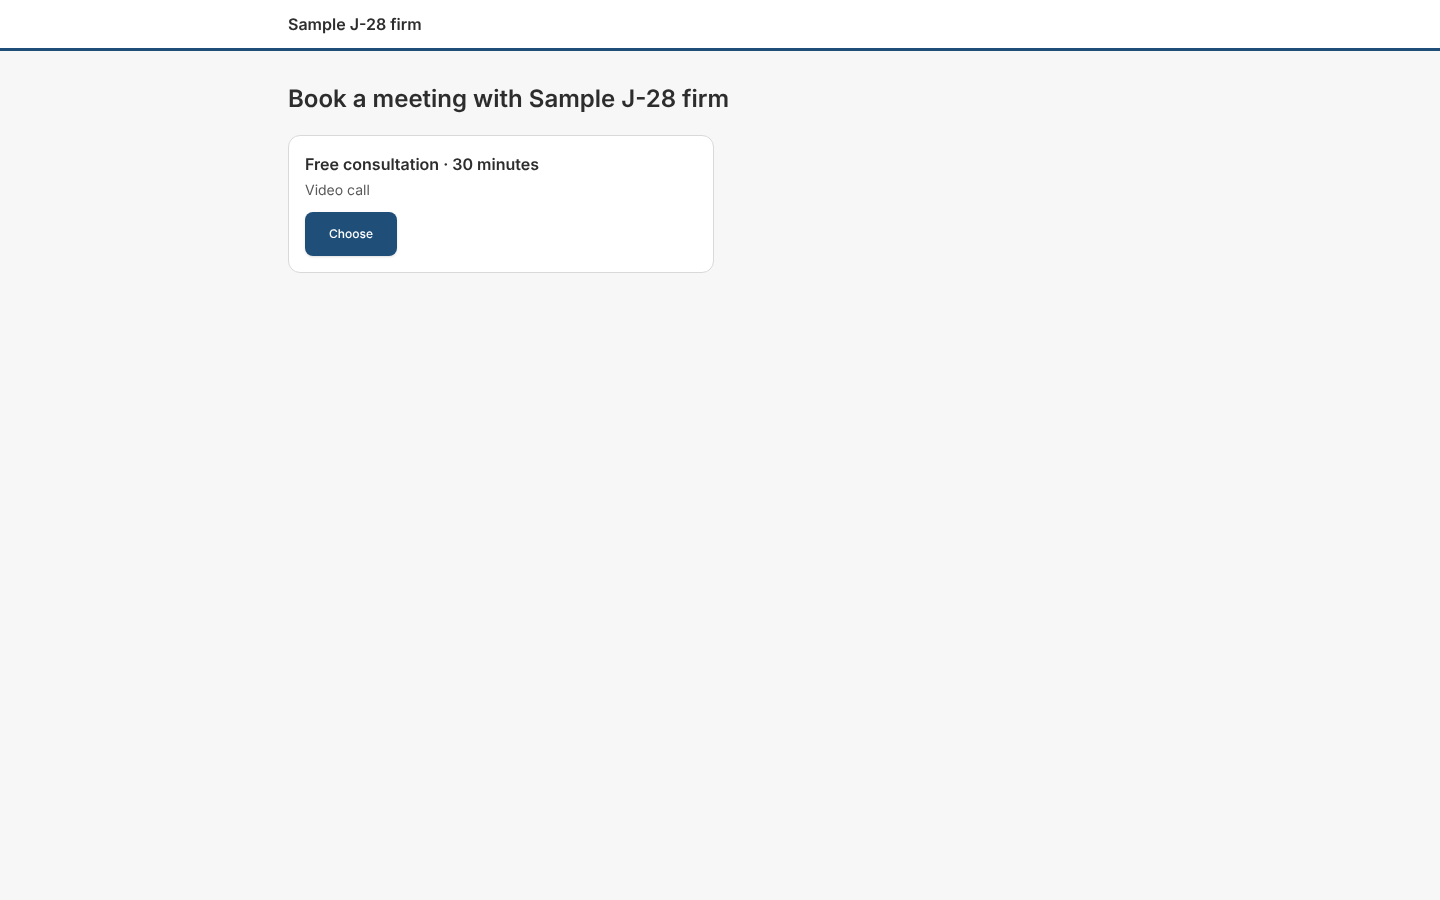 Sample J-28 firm
Book a meeting with Sample J-28 firm
Free consultation · 30 minutes
Video call
Choose